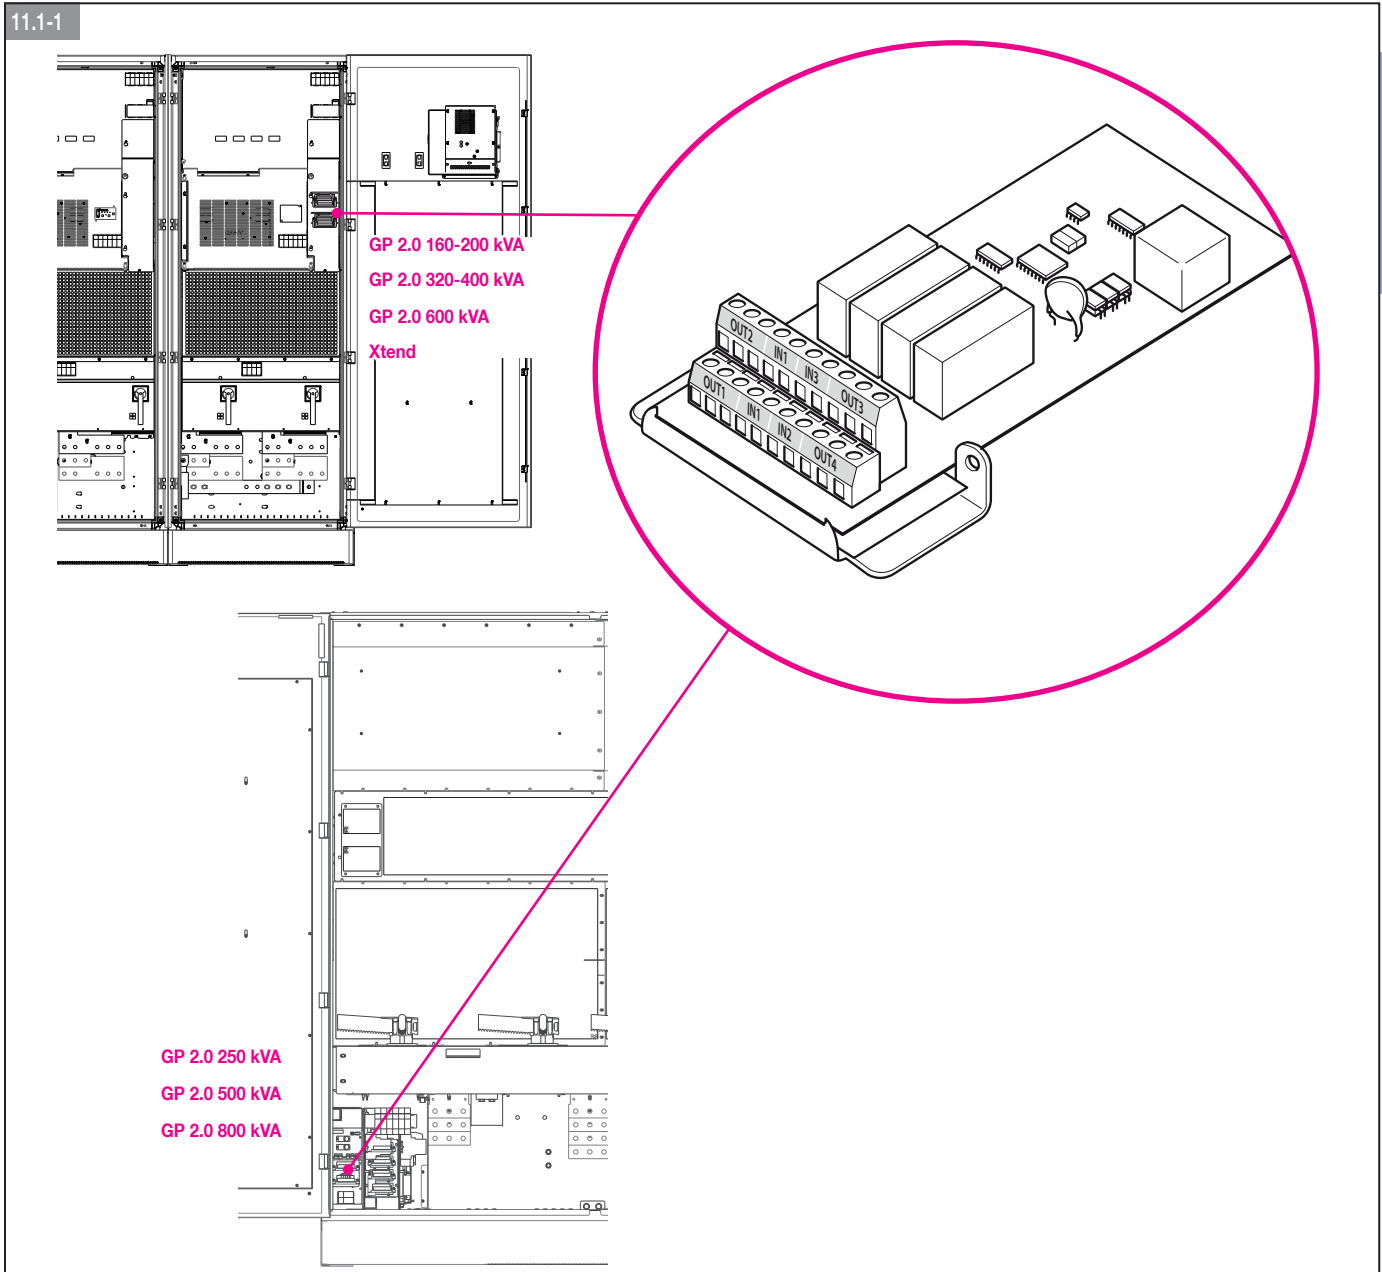 11.1-1
GP 2.0 160-200 kVA
GP 2.0 320-400 kVA
GP 2.0 600 kVA
Xtend
OUT2 IN1 IN3 OUT3
OUT1 IN1 IN2 OUT4
GP 2.0 250 kVA
GP 2.0 500 kVA
GP 2.0 800 kVA